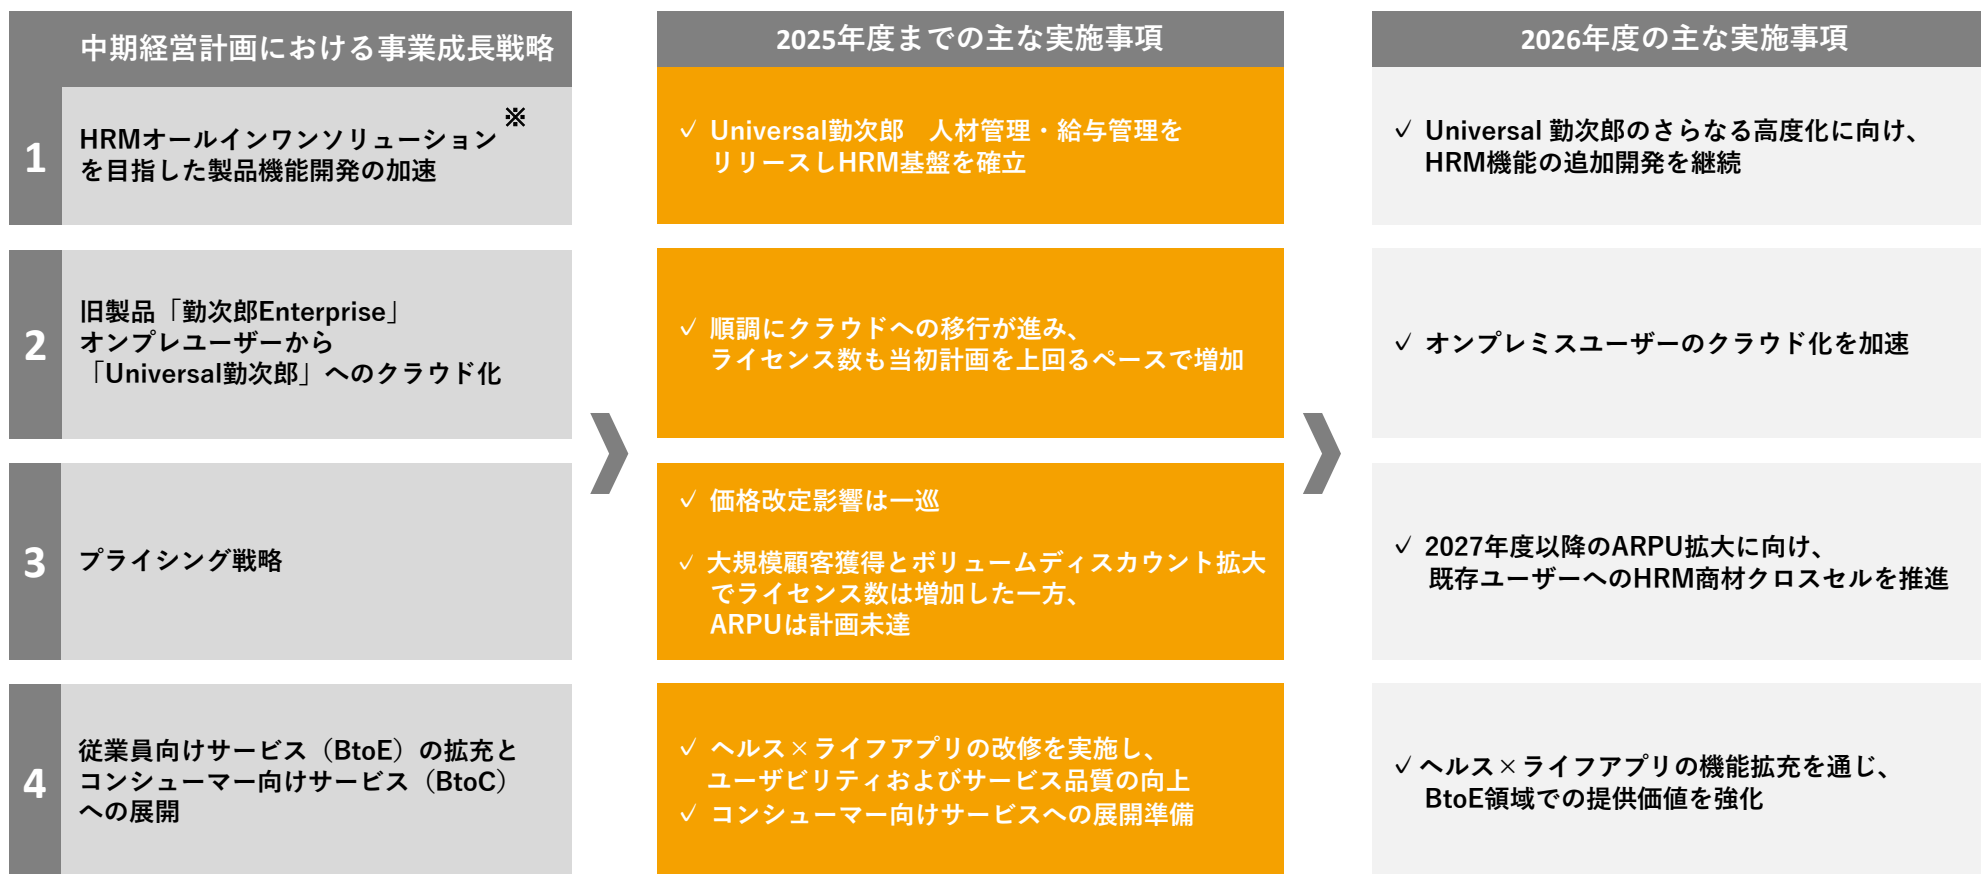 中期経営計画における事業成長戦略
2025年度までの主な実施事項
2026年度の主な実施事項
1
HRMオールインワンソリューション※
を目指した製品機能開発の加速
✓ Universal勤次郎　人材管理・給与管理を
リリースしHRM基盤を確立
✓ Universal 勤次郎のさらなる高度化に向け、
HRM機能の追加開発を継続
2
旧製品「勤次郎Enterprise」
オンプレユーザーから
「Universal勤次郎」へのクラウド化
✓ 順調にクラウドへの移行が進み、
ライセンス数も当初計画を上回るペースで増加
✓ オンプレミスユーザーのクラウド化を加速
3
プライシング戦略
✓ 価格改定影響は一巡
✓ 大規模顧客獲得とボリュームディスカウント拡大
でライセンス数は増加した一方、
ARPUは計画未達
✓ 2027年度以降のARPU拡大に向け、
既存ユーザーへのHRM商材クロスセルを推進
4
従業員向けサービス（BtoE）の拡充と
コンシューマー向けサービス（BtoC）
への展開
✓ ヘルス×ライフアプリの改修を実施し、
ユーザビリティおよびサービス品質の向上
✓ コンシューマー向けサービスへの展開準備
✓ ヘルス×ライフアプリの機能拡充を通じ、
BtoE領域での提供価値を強化